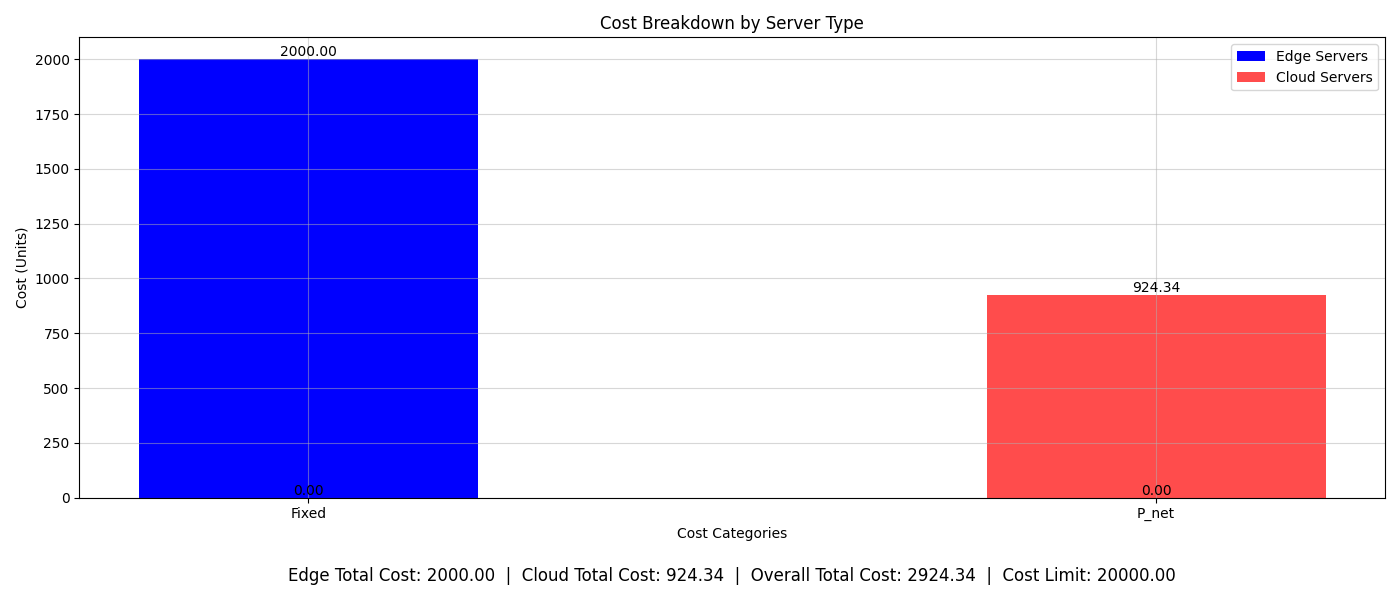 Cost Breakdown by Server Type
Edge Servers
Cloud Servers
2000.00
924.34
0.00
0.00
2000
1750
1500
1250
1000
750
500
250
0
Cost (Units)
Fixed
P_net
Cost Categories
Edge Total Cost: 2000.00 | Cloud Total Cost: 924.34 | Overall Total Cost: 2924.34 | Cost Limit: 20000.00